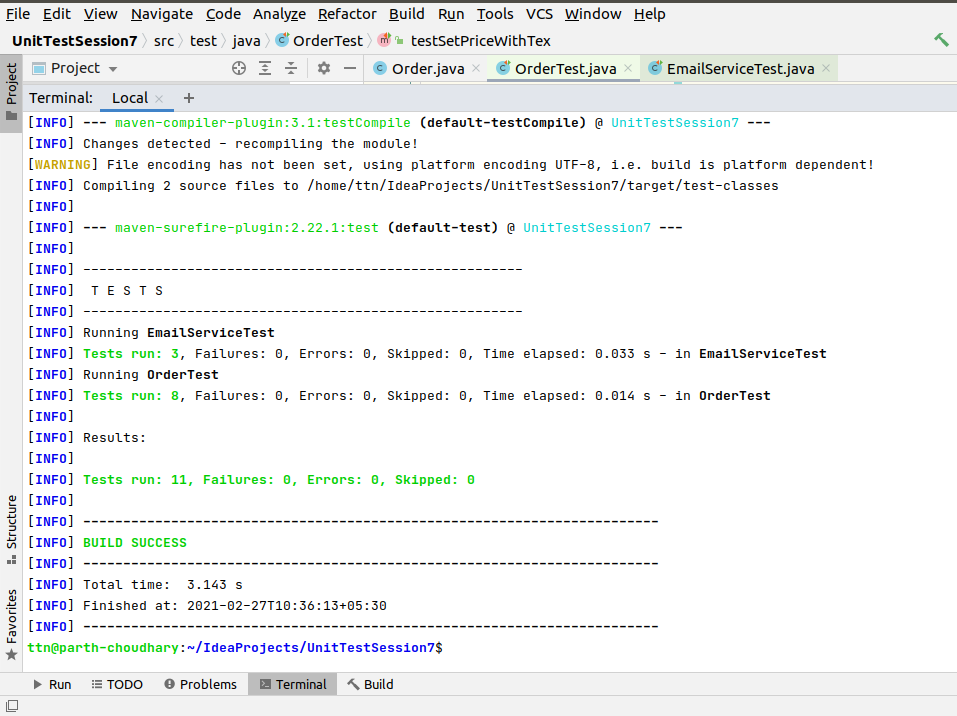 File Edit View Navigate Code Analyze Refactor Build Run Tools VCS Window Help
UnitTestSession7 src test java OrderTest testSetPriceWithTex
Project Order.java OrderTest.java EmailServiceTest.java
Project
Terminal: Local
[INFO] --- maven-compiler-plugin:3.1:testCompile (default-testCompile) @ UnitTestSession7 ---
[INFO] Changes detected - recompiling the module!
[WARNING] File encoding has not been set, using platform encoding UTF-8, i.e. build is platform dependent!
[INFO] Compiling 2 source files to /home/ttn/IdeaProjects/UnitTestSession7/target/test-classes
[INFO]
[INFO] --- maven-surefire-plugin:2.22.1:test (default-test) @ UnitTestSession7 ---
[INFO]
[INFO] -------------------------------------------------------
[INFO]  T E S T S
[INFO] -------------------------------------------------------
[INFO] Running EmailServiceTest
[INFO] Tests run: 3, Failures: 0, Errors: 0, Skipped: 0, Time elapsed: 0.033 s - in EmailServiceTest
[INFO] Running OrderTest
[INFO] Tests run: 8, Failures: 0, Errors: 0, Skipped: 0, Time elapsed: 0.014 s - in OrderTest
[INFO]
[INFO] Results:
[INFO]
[INFO] Tests run: 11, Failures: 0, Errors: 0, Skipped: 0
[INFO]
[INFO] ------------------------------------------------------------------------
[INFO] BUILD SUCCESS
[INFO] ------------------------------------------------------------------------
[INFO] Total time:  3.143 s
[INFO] Finished at: 2021-02-27T10:36:13+05:30
[INFO] ------------------------------------------------------------------------
ttn@parth-choudhary:~/IdeaProjects/UnitTestSession7$
Structure
Favorites
Run TODO Problems Terminal Build